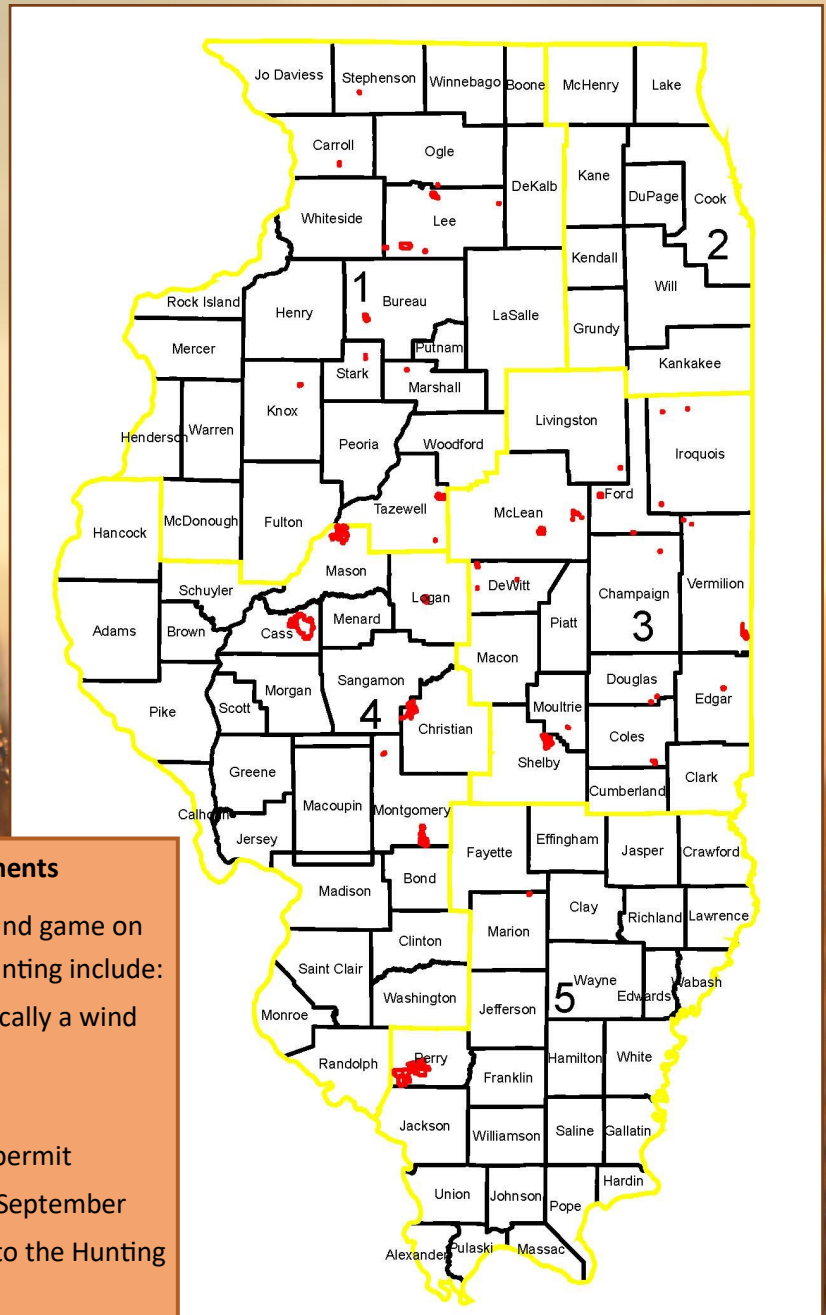 Jo Daviess
Stephenson
Winnebago
Boone
McHenry
Lake
Carroll
Ogle
DeKalb
Kane
DuPage
Cook
Whiteside
Lee
2
Kendall
Will
1
Bureau
Rock Island
Henry
LaSalle
Grundy
Putnam
Mercer
Kankakee
Stark
Marshall
Knox
Livingston
Henderson
Warren
Peoria
Woodford
Iroquois
Ford
Tazewell
McLean
Hancock
McDonough
Fulton
Mason
Schuyler
DeWitt
Champaign
Vermilion
Logan
Adams
Brown
Cass
Menard
Piatt
3
Macon
Sangamon
Douglas
Edgar
Scott
Morgan
Moultrie
Pike
4
Christian
Coles
Shelby
Greene
Clark
Cumberland
Macoupin
Montgomery
Calhoun
Jersey
Effingham
Fayette
Jasper
Crawford
Bond
Madison
Clay
Richland
Lawrence
Marion
Clinton
Saint Clair
Wayne
Wabash
5
Edwards
Washington
Jefferson
Monroe
Randolph
Perry
Hamilton
White
Franklin
Jackson
Williamson
Saline
Gallatin
Hardin
Union
Johnson
Pope
Alexander
Pulaski
Massac
ments
nd game on
nting include:
cally a wind
permit
September
to the Hunting